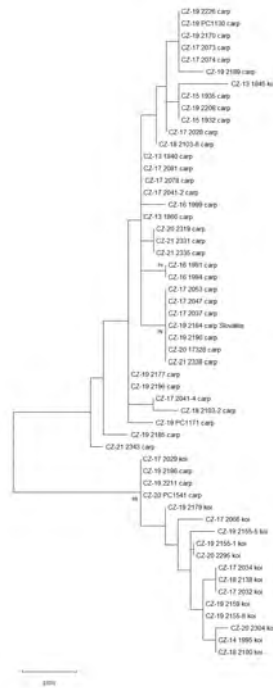 CZ-19 2226 carp
CZ-19 PC1130 carp
CZ-19 2170 carp
CZ-17 2073 carp
CZ-17 2074 carp
CZ-19 2189 carp
CZ-13 1845 koi
CZ-15 1935 carp
CZ-19 2208 carp
CZ-15 1932 carp
CZ-17 2028 carp
CZ-18 2103-8 carp
CZ-13 1840 carp
CZ-17 2081 carp
CZ-17 2078 carp
CZ-17 2041-2 carp
CZ-16 1999 carp
CZ-13 1866 carp
CZ-20 2319 carp
CZ-21 2331 carp
CZ-21 2335 carp
CZ-16 1991 carp
CZ-16 1994 carp
CZ-17 2053 carp
CZ-17 2047 carp
CZ-17 2037 carp
CZ-19 2184 carp Slovakia
CZ-19 2190 carp
CZ-20 17320 carp
CZ-21 2338 carp
CZ-19 2177 carp
CZ-19 2196 carp
CZ-17 2041-4 carp
CZ-18 2103-2 carp
CZ-19 PC1171 carp
CZ-19 2185 carp
CZ-21 2343 carp
CZ-17 2029 koi
CZ-19 2186 carp
CZ-18 2211 carp
CZ-20 PC1541 carp
CZ-19 2179 koi
CZ-17 2068 koi
CZ-19 2155-5 koi
CZ-19 2155-1 koi
CZ-20 2295 koi
CZ-17 2034 koi
CZ-18 2138 koi
CZ-17 2032 koi
CZ-19 2159 koi
CZ-19 2155-8 koi
CZ-20 2304 koi
CZ-14 1895 koi
CZ-18 2100 koi